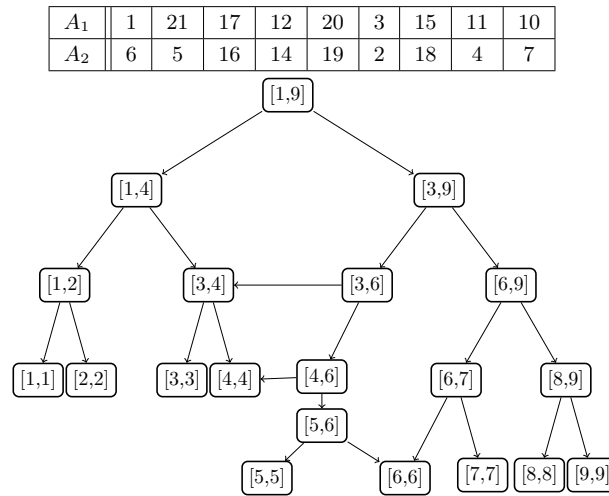 A1 1 21 17 12 20 3 15 11 10
A2 6 5 16 14 19 2 18 4 7
[1,9]
[1,4] [3,9]
[1,2] [3,4] [3,6] [6,9]
[1,1] [2,2] [3,3] [4,4] [4,6] [6,7] [8,9]
[5,6]
[5,5] [6,6] [7,7] [8,8] [9,9]